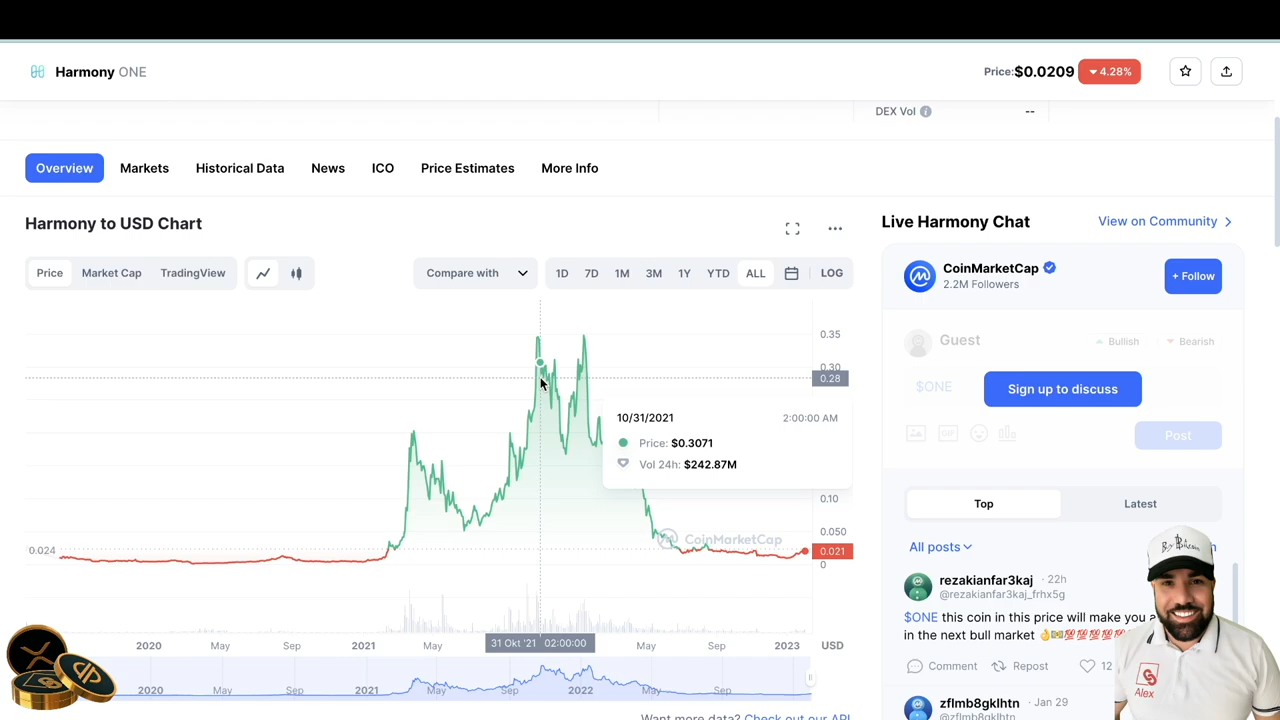 Harmony ONE
Price:$0.0209 4.28%
DEX Vol --
Overview Markets Historical Data News ICO Price Estimates More Info
Harmony to USD Chart
Price Market Cap TradingView
Compare with
1D 7D 1M 3M 1Y YTD ALL LOG
0.35
0.30
0.28
0.10
0.050
0.021
0
0.024
10/31/2021 2:00:00 AM
Price: $0.3071
Vol 24h: $242.87M
CoinMarketCap
2020 May Sep 2021 May 31 Okt '21 02:00:00 May Sep 2023 USD
2020 May Sep 2021 May Sep 2022 May Sep
Want more data? Check out our API
Live Harmony Chat View on Community
CoinMarketCap
2.2M Followers
+ Follow
Guest
Bullish Bearish
$ONE
Sign up to discuss
GIF
Post
Top Latest
All posts
rezakianfar3kaj · 22h
@rezakianfar3kaj_frhx5g
$ONE this coin in this price will make you a
in the next bull market 👌💵💯💯💯💯💯
Comment Repost 12
zflmb8gklhtn · Jan 29
@zflmb8gklhtn
Alex